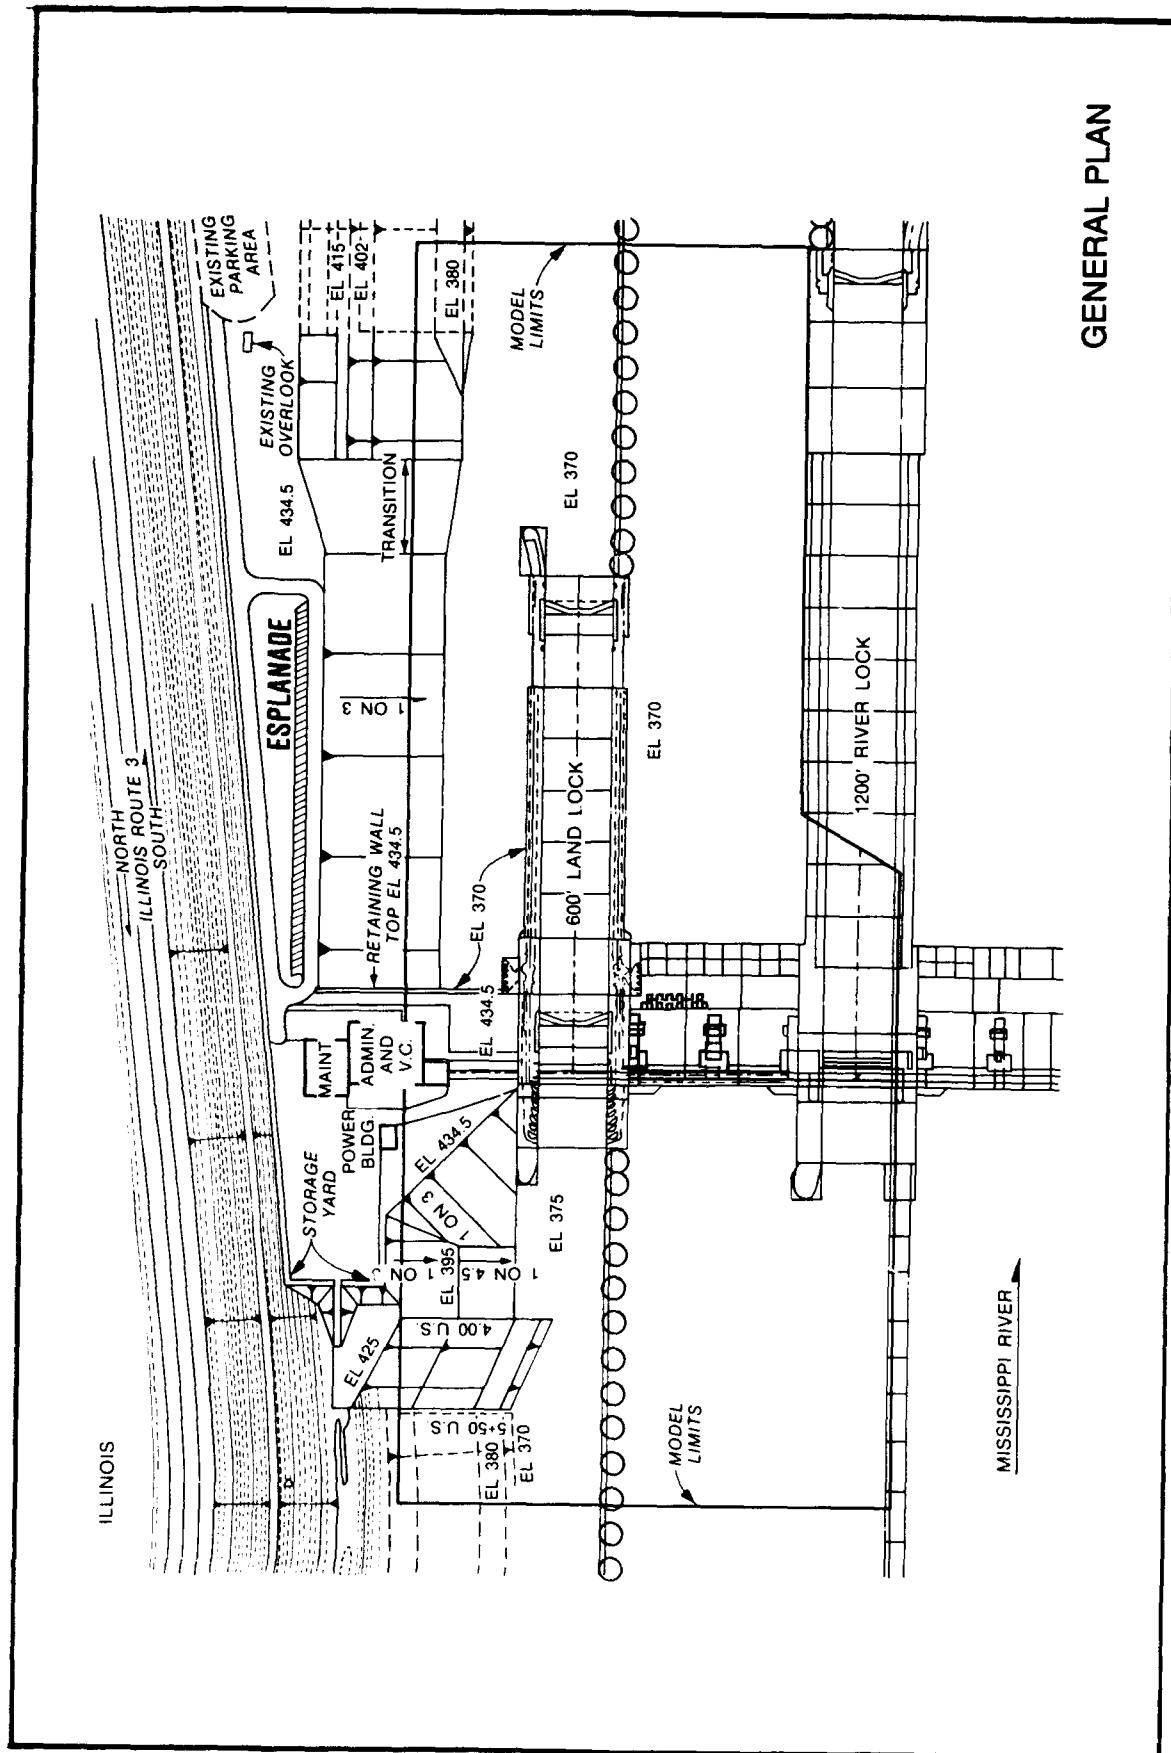 ILLINOIS
NORTH
ILLINOIS ROUTE 3
SOUTH
EXISTING
PARKING
AREA
EXISTING
OVERLOOK
EL 434.5
ESPLANADE
EL 415
EL 402
EL 380
TRANSITION
1 ON 3
RETAINING WALL
TOP EL 434.5
EL 370
EL 434.5
MAINT
ADMIN.
AND
V.C.
POWER
BLDG.
STORAGE
YARD
EL 434.5
1 ON 3
1 ON
EL 395
1 ON 4.5
EL 425
4.00 U.S.
5+50 U.S.
EL 380
EL 370
EL 375
MODEL
LIMITS
EL 370
600' LAND LOCK
EL 370
1200' RIVER LOCK
MODEL
LIMITS
MISSISSIPPI RIVER
GENERAL PLAN